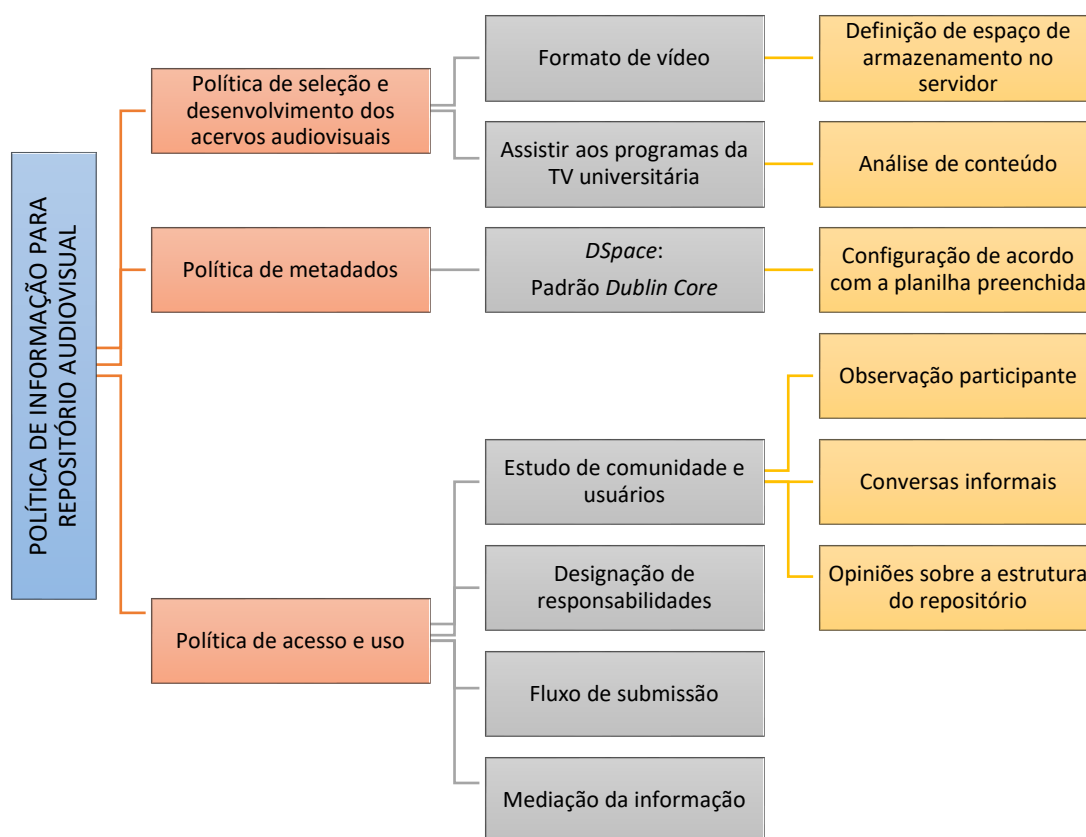 POLÍTICA DE INFORMAÇÃO PARA
REPOSITÓRIO AUDIOVISUAL
Política de seleção e
desenvolvimento dos
acervos audiovisuais
Formato de vídeo
Definição de espaço de
armazenamento no
servidor
Assistir aos programas da
TV universitária
Análise de conteúdo
Política de metadados
DSpace:
Padrão Dublin Core
Configuração de acordo
com a planilha preenchida
Política de acesso e uso
Estudo de comunidade e
usuários
Observação participante
Conversas informais
Opiniões sobre a estrutura
do repositório
Designação de
responsabilidades
Fluxo de submissão
Mediação da informação